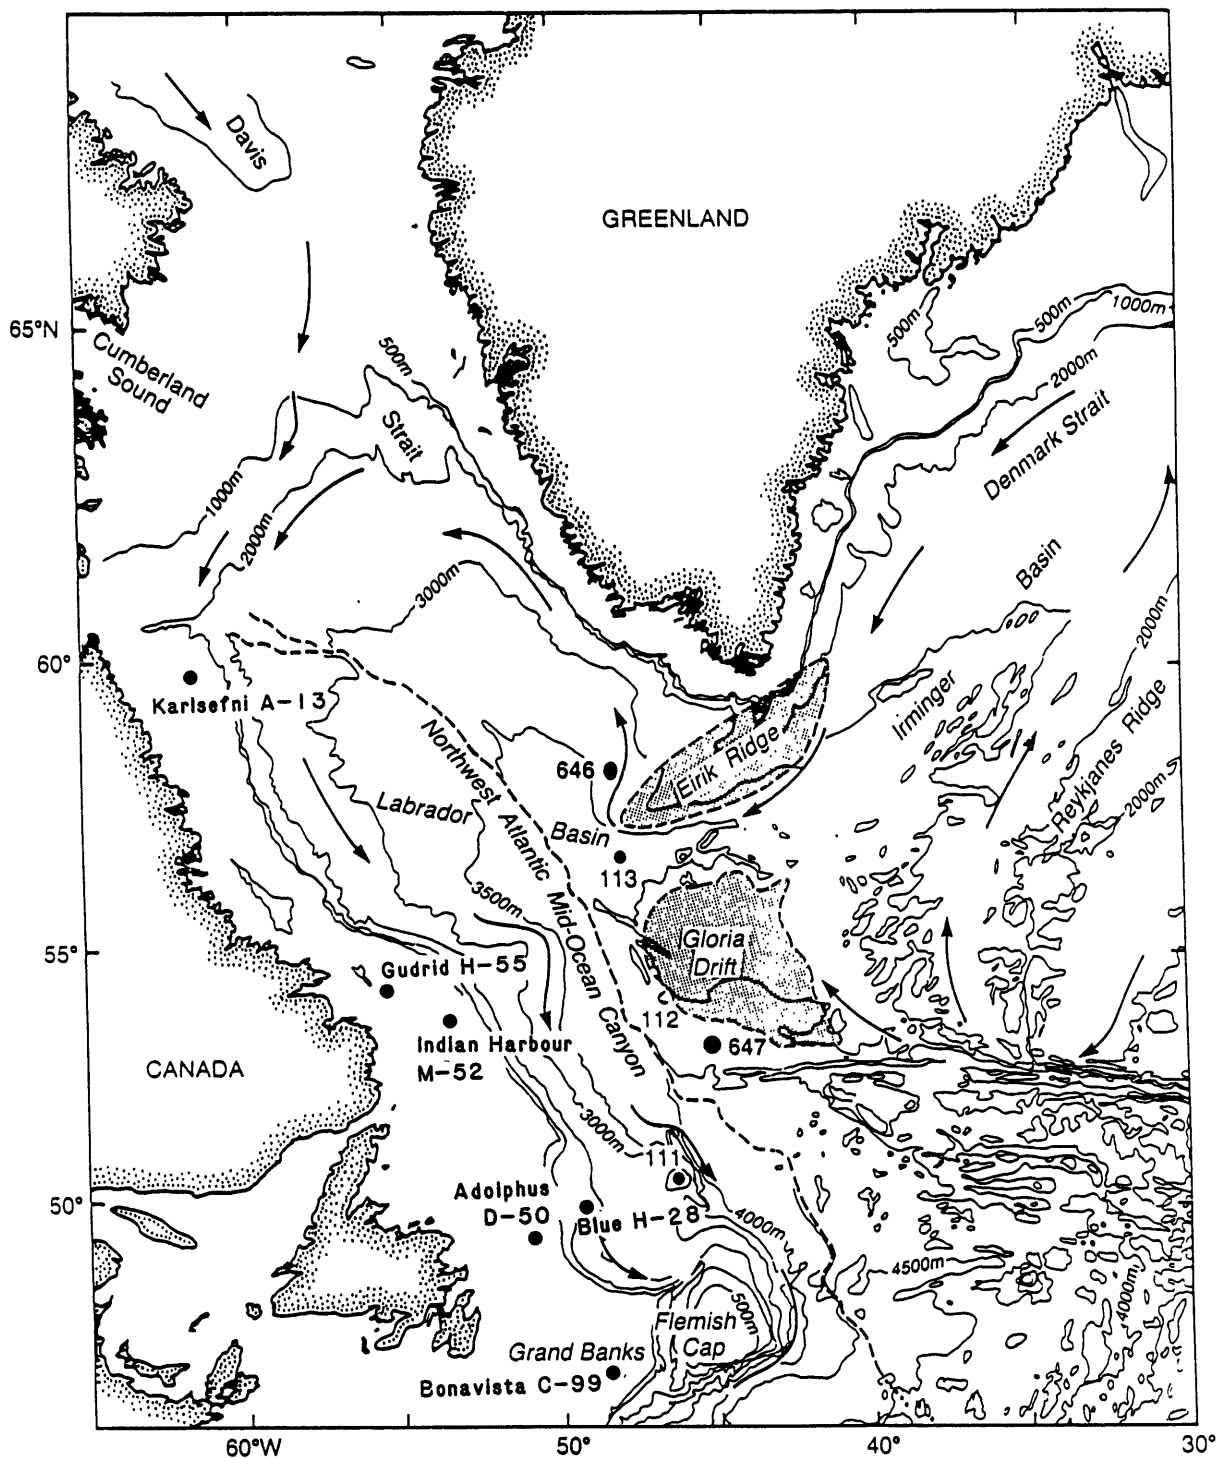 Davis
GREENLAND
65°N
500m
1000m
500m
Cumberland
Sound
500m
2000m
Strait
Denmark Strait
1000m
2000m
Basin
3000m
2000m
60°
Karlsefni A-13
Irminger
Reykjanes Ridge
Northwest Atlantic Mid-Ocean Canyon
Eirik Ridge
646
2000m
Labrador
Basin
113
3500m
Gloria
Drift
55°
Gudrid H-55
112
647
Indian Harbour
M-52
CANADA
3000m
111
Adolphus
D-50
Blue H-28
50°
4000m
4500m
4000m
500m
Flemish
Cap
Grand Banks
Bonavista C-99
60°W
50°
40°
30°